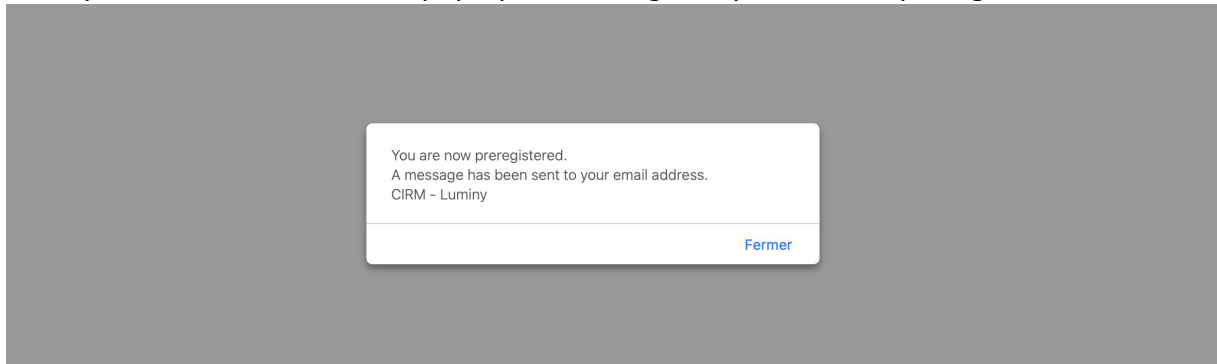 You are now preregistered.
A message has been sent to your email address.
CIRM - Luminy
Fermer